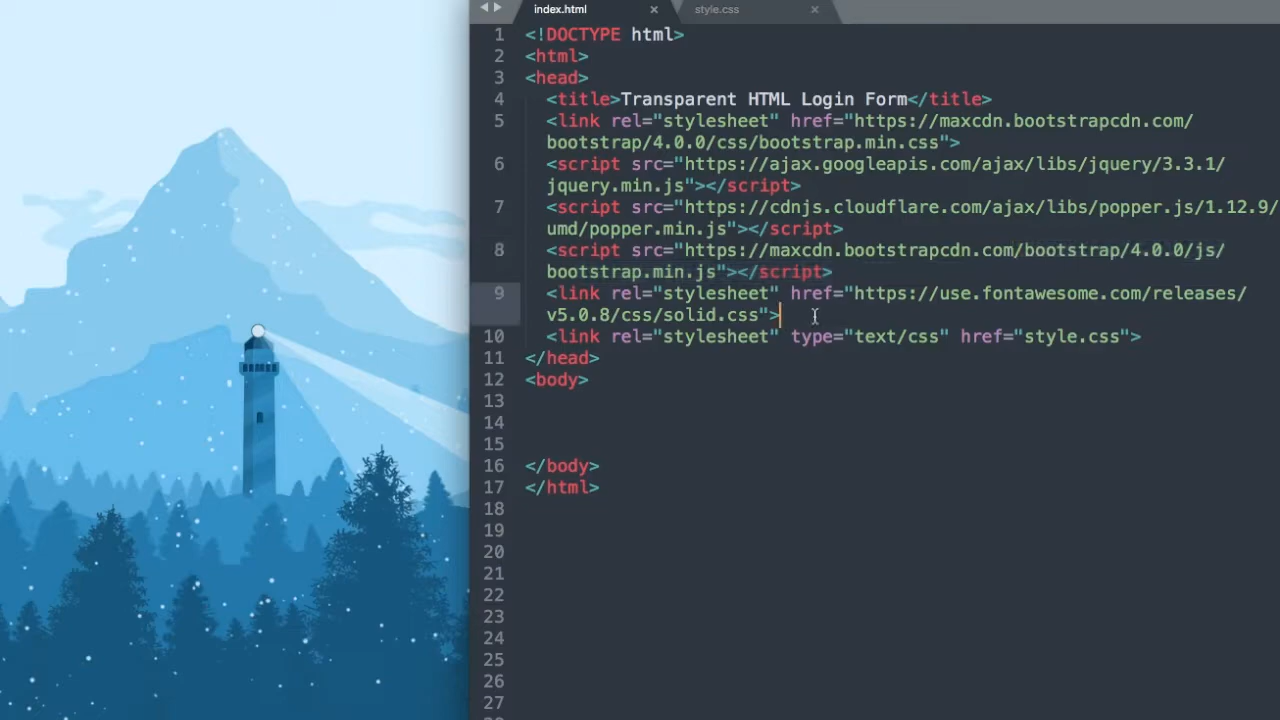 index.html
style.css
1 <!DOCTYPE html>
2 <html>
3 <head>
4 <title>Transparent HTML Login Form</title>
5 <link rel="stylesheet" href="https://maxcdn.bootstrapcdn.com/
bootstrap/4.0.0/css/bootstrap.min.css">
6 <script src="https://ajax.googleapis.com/ajax/libs/jquery/3.3.1/
jquery.min.js"></script>
7 <script src="https://cdnjs.cloudflare.com/ajax/libs/popper.js/1.12.9/
umd/popper.min.js"></script>
8 <script src="https://maxcdn.bootstrapcdn.com/bootstrap/4.0.0/js/
bootstrap.min.js"></script>
9 <link rel="stylesheet" href="https://use.fontawesome.com/releases/
v5.0.8/css/solid.css">
10 <link rel="stylesheet" type="text/css" href="style.css">
11 </head>
12 <body>
13
14
15
16 </body>
17 </html>
18
19
20
21
22
23
24
25
26
27